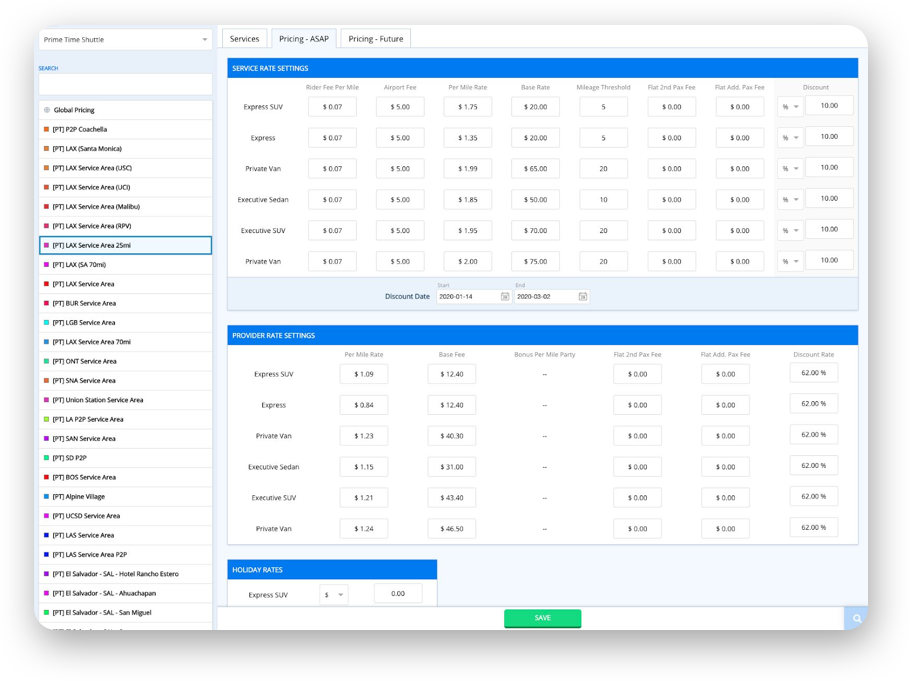 Prime Time Shuttle
SEARCH
Global Pricing
[PT] P2P Coachella
[PT] LAX (Santa Monica)
[PT] LAX Service Area (USC)
[PT] LAX Service Area (UCI)
[PT] LAX Service Area (Malibu)
[PT] LAX Service Area (RPV)
[PT] LAX Service Area 25mi
[PT] LAX (SA 70mi)
[PT] LAX Service Area
[PT] BUR Service Area
[PT] LGB Service Area
[PT] LAX Service Area 70mi
[PT] ONT Service Area
[PT] SNA Service Area
[PT] Union Station Service Area
[PT] LA P2P Service Area
[PT] SAN Service Area
[PT] SD P2P
[PT] BOS Service Area
[PT] Alpine Village
[PT] UCSD Service Area
[PT] LAS Service Area
[PT] LAS Service Area P2P
[PT] El Salvador - SAL - Hotel Rancho Estero
[PT] El Salvador - SAL - Ahuachapan
[PT] El Salvador - SAL - San Miguel
Services Pricing - ASAP Pricing - Future
SERVICE RATE SETTINGS
Rider Fee Per Mile Airport Fee Per Mile Rate Base Rate Mileage Threshold Flat 2nd Pax Fee Flat Add. Pax Fee Discount
Express SUV $ 0.07 $ 5.00 $ 1.75 $ 20.00 5 $ 0.00 $ 0.00 % 10.00
Express $ 0.07 $ 5.00 $ 1.35 $ 20.00 5 $ 0.00 $ 0.00 % 10.00
Private Van $ 0.07 $ 5.00 $ 1.99 $ 65.00 20 $ 0.00 $ 0.00 % 10.00
Executive Sedan $ 0.07 $ 5.00 $ 1.85 $ 50.00 10 $ 0.00 $ 0.00 % 10.00
Executive SUV $ 0.07 $ 5.00 $ 1.95 $ 70.00 20 $ 0.00 $ 0.00 % 10.00
Private Van $ 0.07 $ 5.00 $ 2.00 $ 75.00 20 $ 0.00 $ 0.00 % 10.00
Start End
Discount Date 2020-01-14 2020-03-02
PROVIDER RATE SETTINGS
Per Mile Rate Base Fee Bonus Per Mile Party Flat 2nd Pax Fee Flat Add. Pax Fee Discount Rate
Express SUV $ 1.09 $ 12.40 -- $ 0.00 $ 0.00 62.00 %
Express $ 0.84 $ 12.40 -- $ 0.00 $ 0.00 62.00 %
Private Van $ 1.23 $ 40.30 -- $ 0.00 $ 0.00 62.00 %
Executive Sedan $ 1.15 $ 31.00 -- $ 0.00 $ 0.00 62.00 %
Executive SUV $ 1.21 $ 43.40 -- $ 0.00 $ 0.00 62.00 %
Private Van $ 1.24 $ 46.50 -- $ 0.00 $ 0.00 62.00 %
HOLIDAY RATES
Express SUV $ 0.00
SAVE